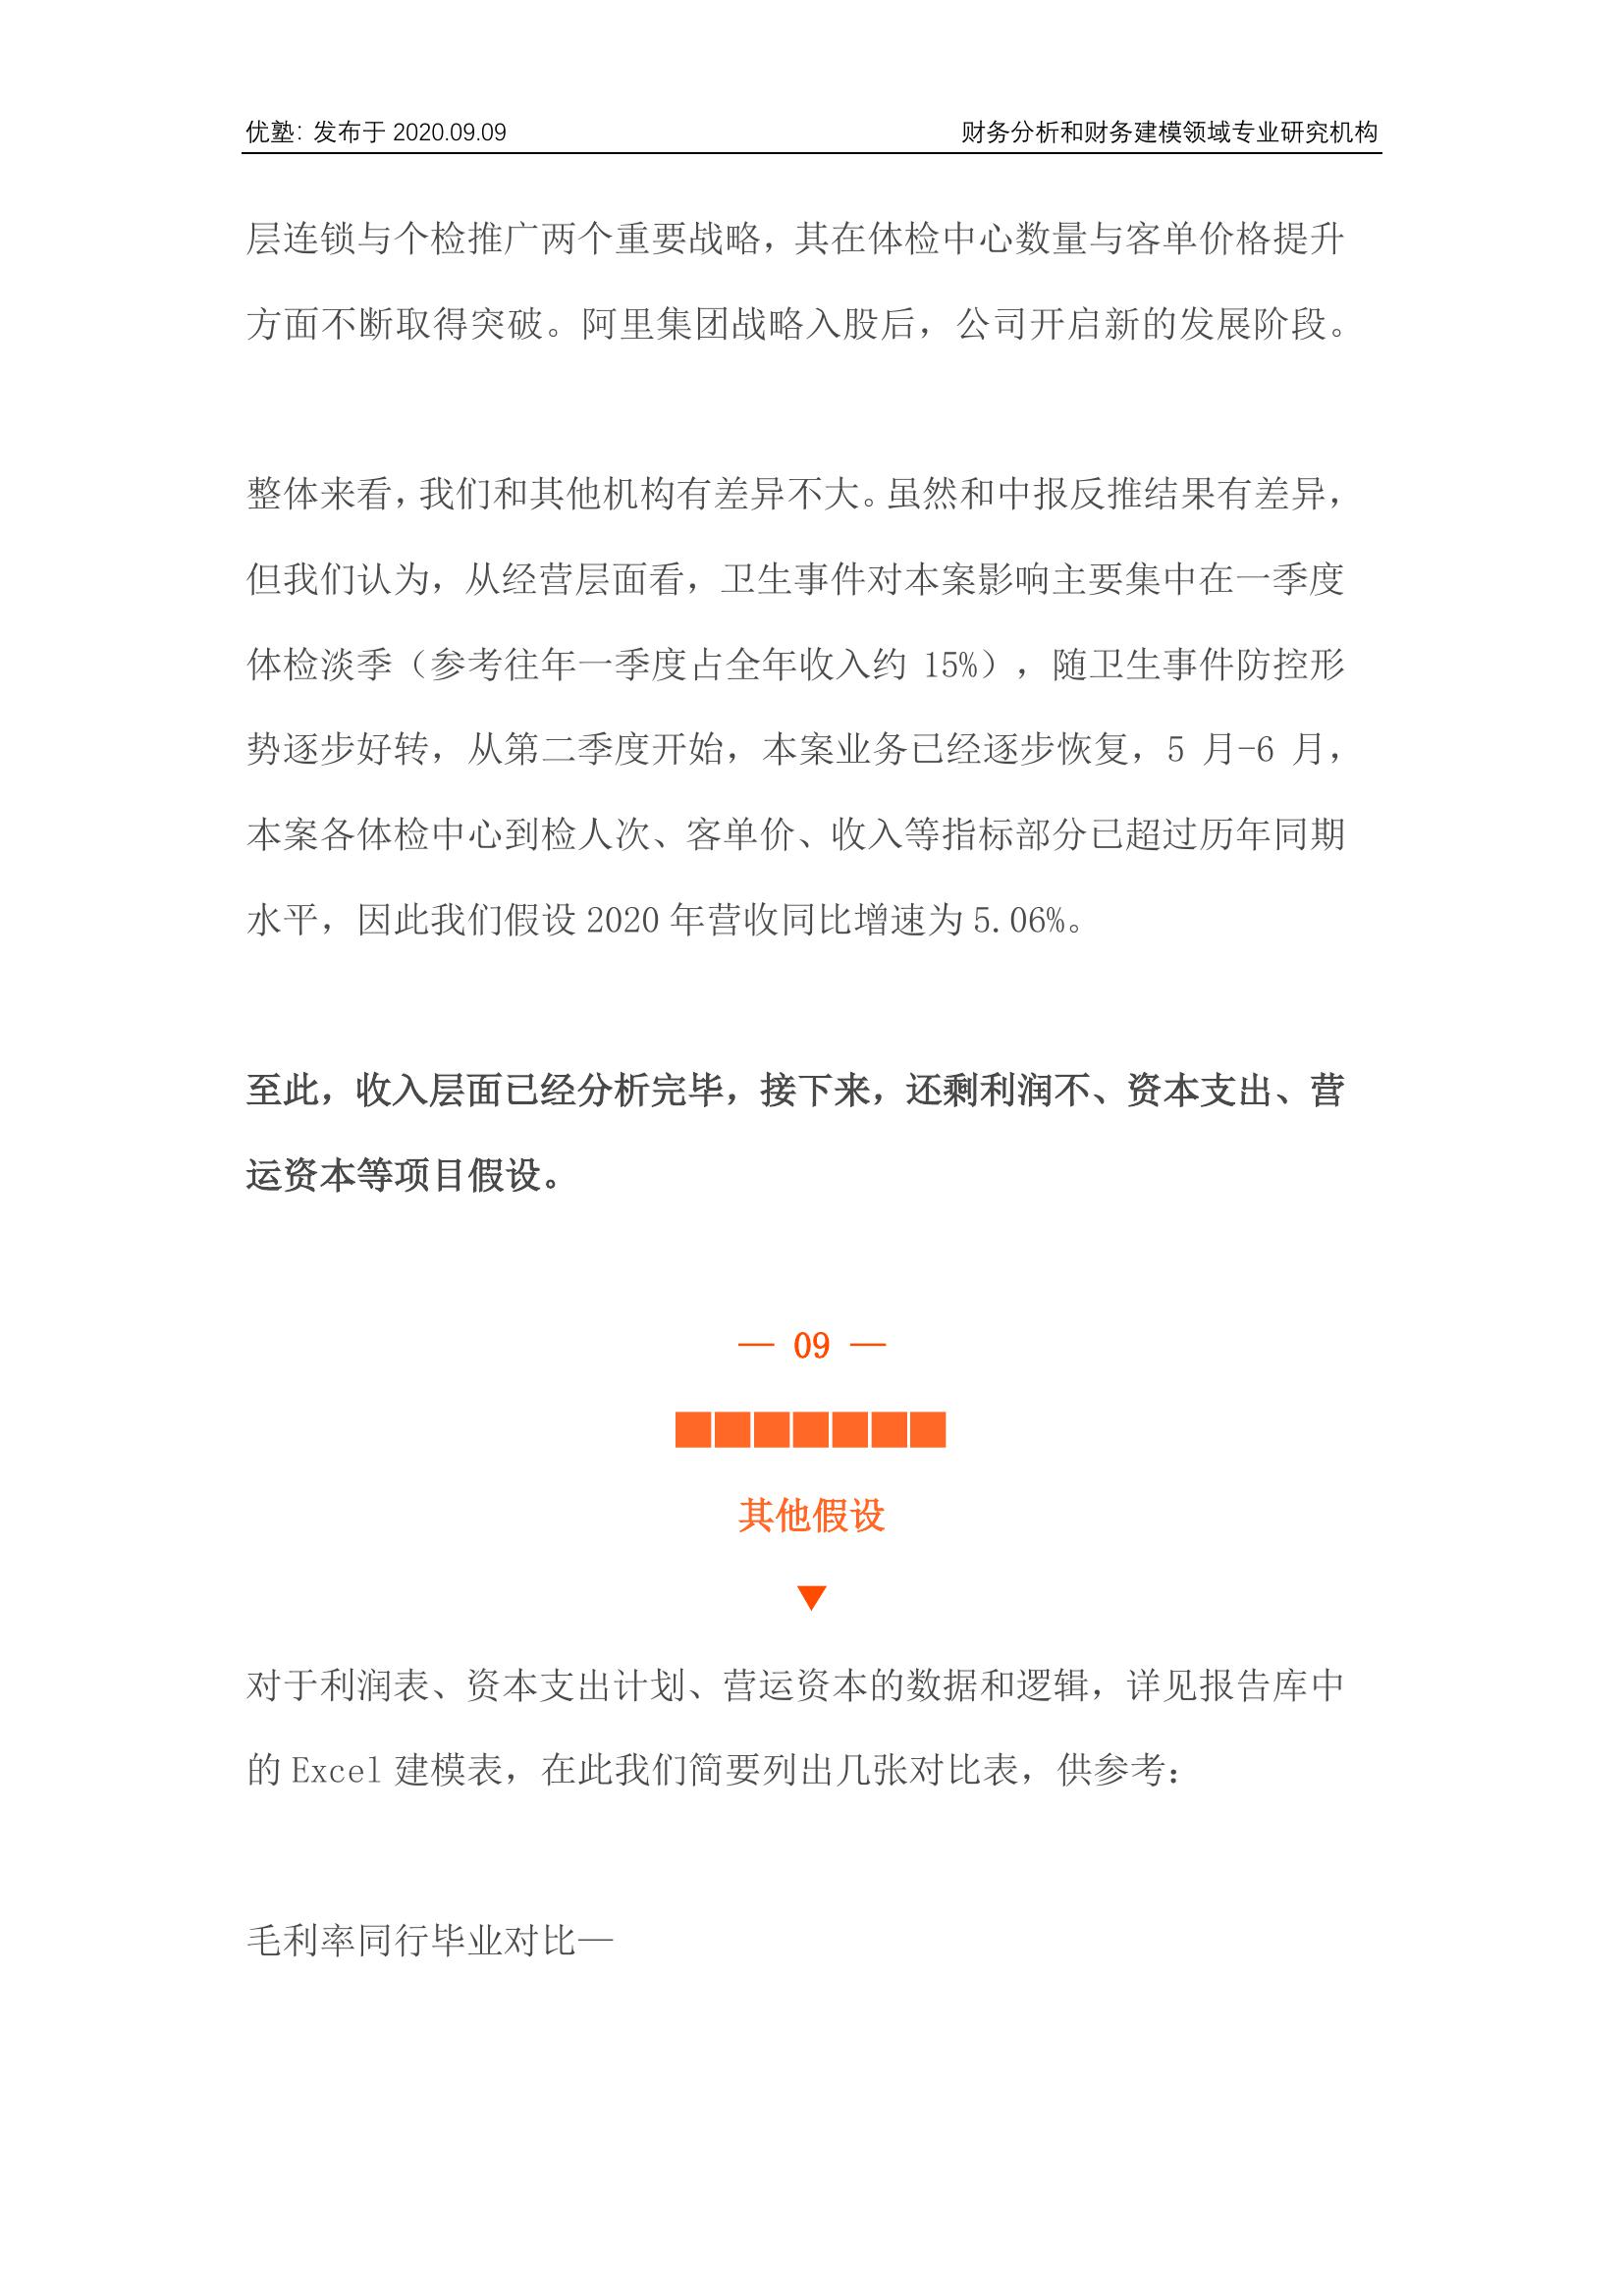 优塾：发布于 2020.09.09 财务分析和财务建模领域专业研究机构
层连锁与个检推广两个重要战略，其在体检中心数量与客单价格提升
方面不断取得突破。阿里集团战略入股后，公司开启新的发展阶段。
整体来看，我们和其他机构有差异不大。虽然和中报反推结果有差异，
但我们认为，从经营层面看，卫生事件对本案影响主要集中在一季度
体检淡季（参考往年一季度占全年收入约 15%），随卫生事件防控形
势逐步好转，从第二季度开始，本案业务已经逐步恢复，5 月-6 月，
本案各体检中心到检人次、客单价、收入等指标部分已超过历年同期
水平，因此我们假设 2020 年营收同比增速为 5.06%。
至此，收入层面已经分析完毕，接下来，还剩利润不、资本支出、营
运资本等项目假设。
— 09 —
■■■■■■■
其他假设
▼
对于利润表、资本支出计划、营运资本的数据和逻辑，详见报告库中
的 Excel 建模表，在此我们简要列出几张对比表，供参考：
毛利率同行毕业对比—